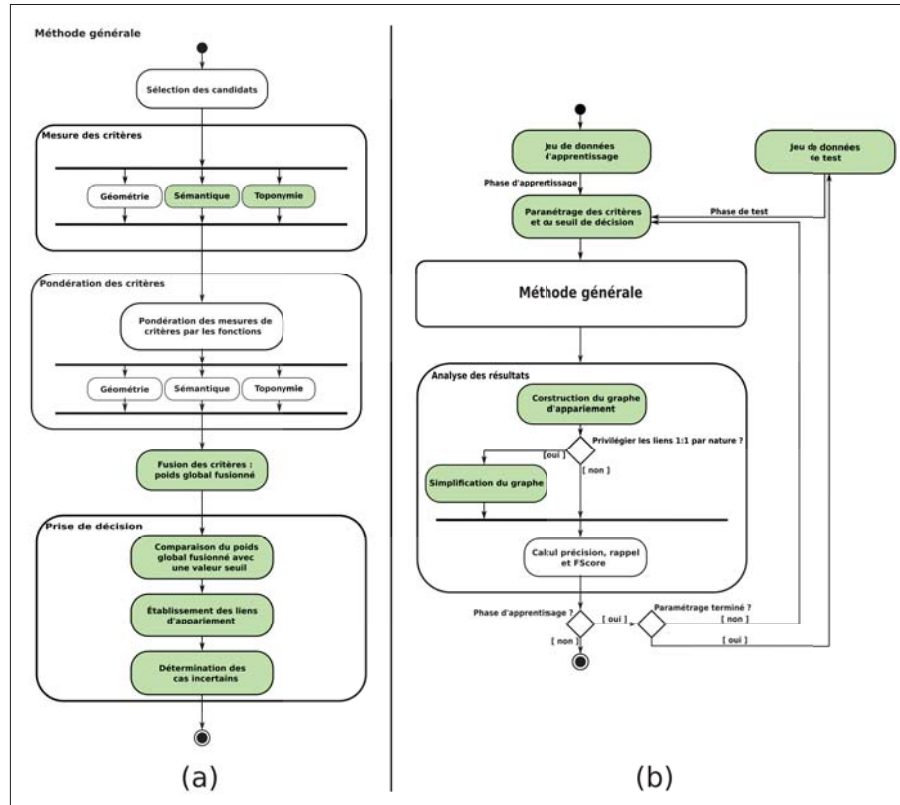 Méthode générale
Sélection des candidats
Mesure des critères
Géométrie
Sémantique
Toponymie
Pondération des critères
Pondération des mesures de
critères par les fonctions
Géométrie
Sémantique
Toponymie
Fusion des critères :
poids global fusionné
Prise de décision
Comparaison du poids
global fusionné avec
une valeur seuil
Établissement des liens
d'appariement
Détermination des
cas incertains
(a)
Jeu de données
d'apprentissage
Jeu de données
de test
Phase d'apprentissage
Paramétrage des critères
et ou seuil de décision
Phase de test
Méthode générale
Analyse des résultats
Construction du graphe
d'appariement
Privilégier les liens 1:1 par nature ?
[oui ]
[ non ]
Simplification du graphe
Calcul précision, rappel
et FScore
Phase d'apprentisage ?
[ oui ]
[ non ]
Paramétrage terminé ?
[ non ]
[ oui ]
(b)